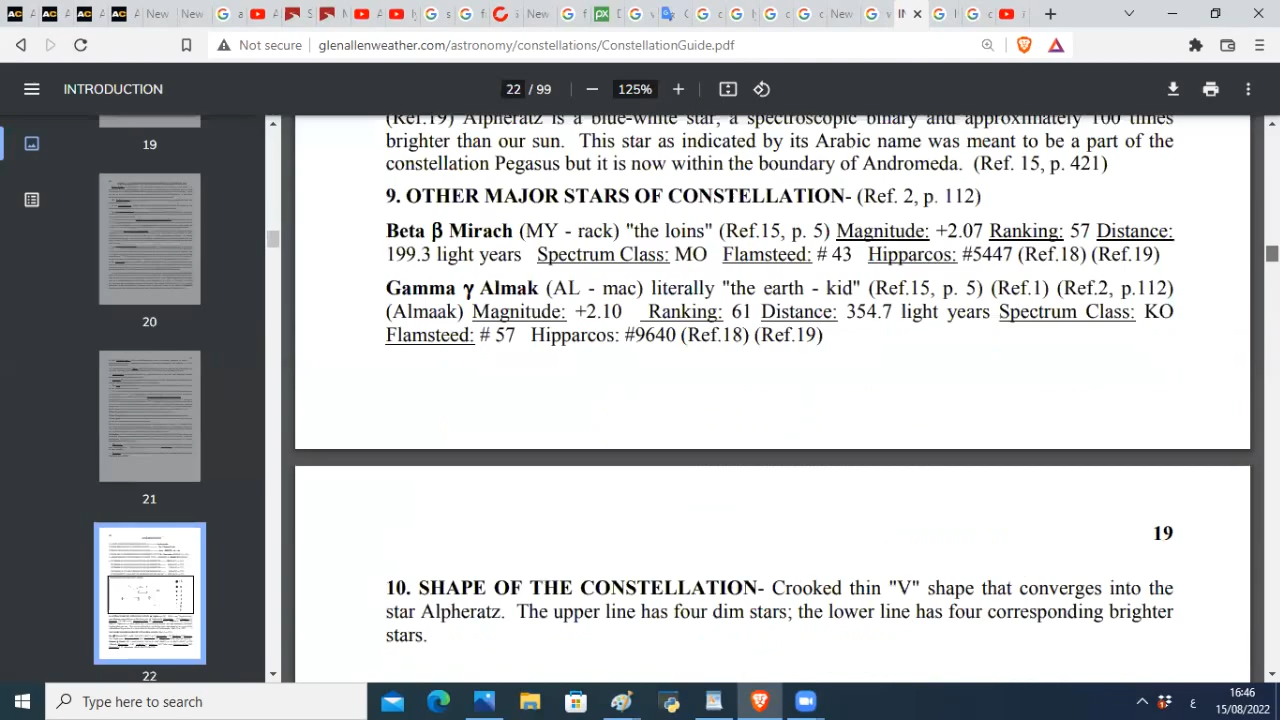 New
New
New
glenallenweather.com/astronomy/constellations/ConstellationGuide.pdf
Not secure
INTRODUCTION
22 / 99
125%
19
20
21
22
(Ref.19) Alpheratz is a blue-white star, a spectroscopic binary and approximately 100 times
brighter than our sun. This star as indicated by its Arabic name was meant to be a part of the
constellation Pegasus but it is now within the boundary of Andromeda. (Ref. 15, p. 421)
9. OTHER MAJOR STARS OF CONSTELLATION- (Ref. 2, p. 112)
Beta β Mirach (MY - rack) "the loins" (Ref.15, p. 5) Magnitude: +2.07 Ranking: 57 Distance:
199.3 light years Spectrum Class: MO Flamsteed: # 43 Hipparcos: #5447 (Ref.18) (Ref.19)
Gamma γ Almak (AL - mac) literally "the earth - kid" (Ref.15, p. 5) (Ref.1) (Ref.2, p.112)
(Almaak) Magnitude: +2.10 Ranking: 61 Distance: 354.7 light years Spectrum Class: KO
Flamsteed: # 57 Hipparcos: #9640 (Ref.18) (Ref.19)
19
10. SHAPE OF THE CONSTELLATION- Crooked thin "V" shape that converges into the
star Alpheratz. The upper line has four dim stars; the lower line has four corresponding brighter
stars.
Type here to search
ع
16:46
15/08/2022